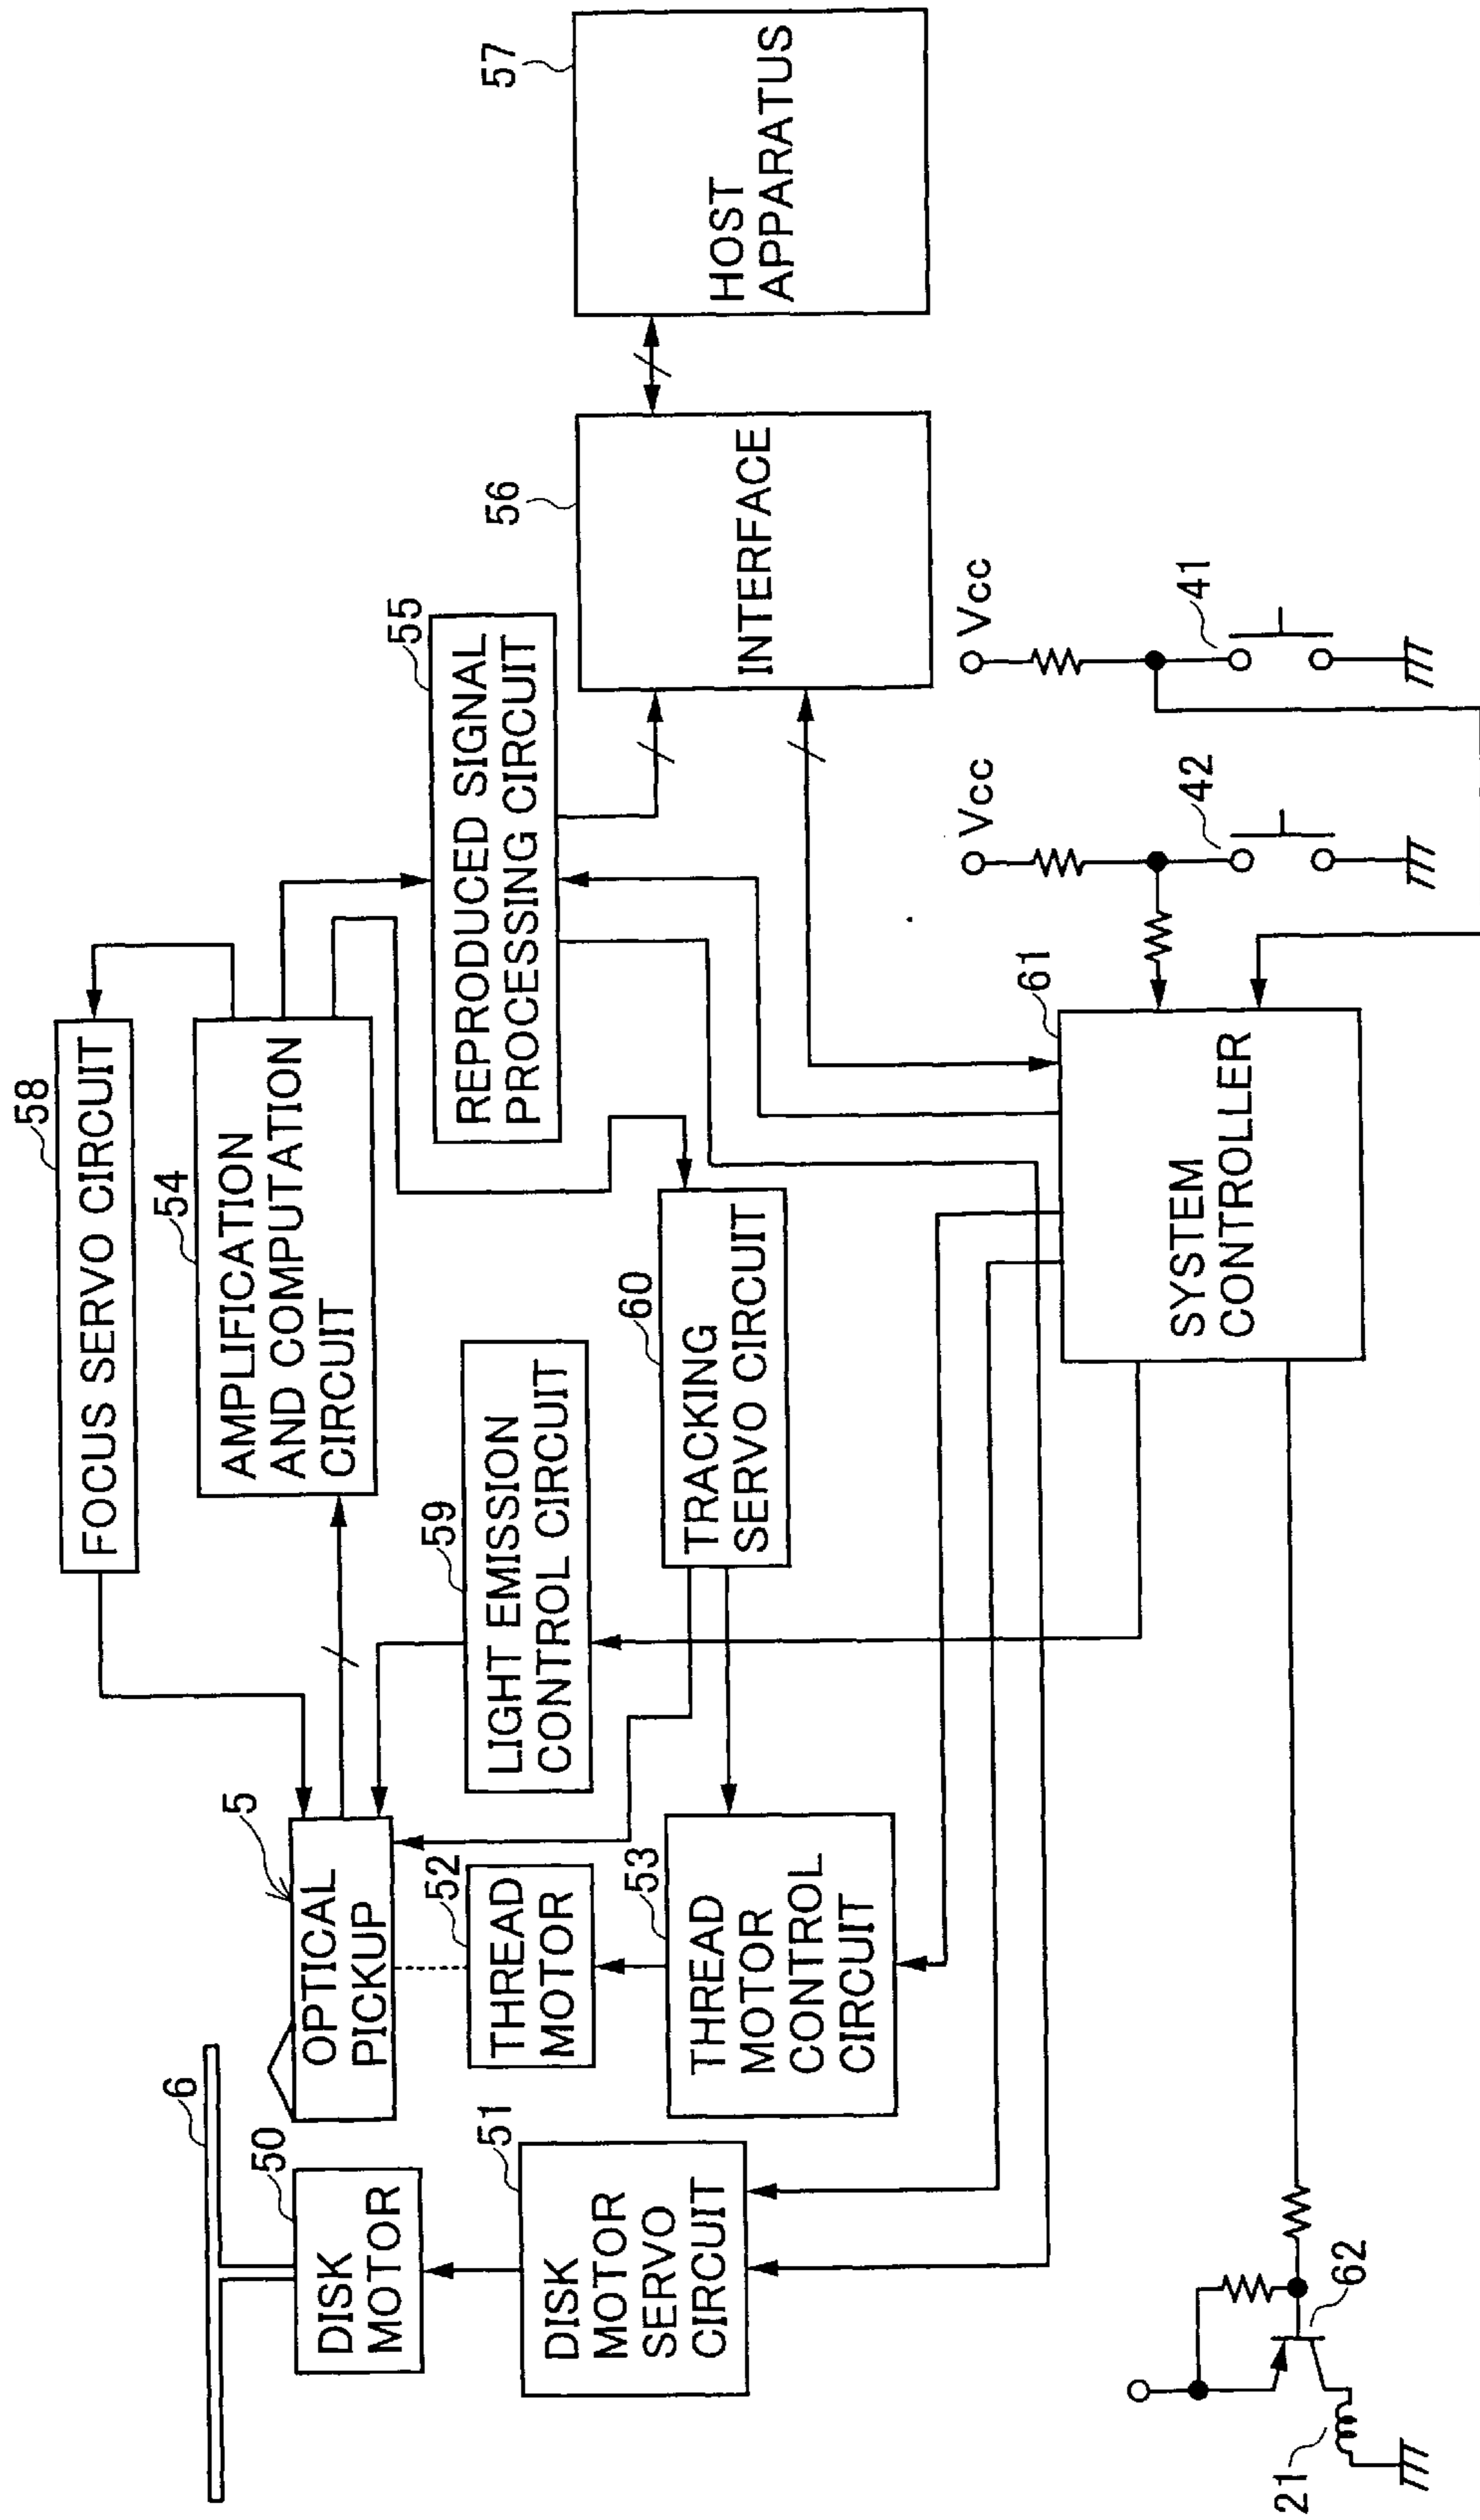 6
50
DISK
MOTOR
51
DISK
MOTOR
SERVO
CIRCUIT
5
OPTICAL
PICKUP
52
THREAD
MOTOR
53
THREAD
MOTOR
CONTROL
CIRCUIT
58
FOCUS SERVO CIRCUIT
54
AMPLIFICATION
AND COMPUTATION
CIRCUIT
59
LIGHT EMISSION
CONTROL CIRCUIT
60
TRACKING
SERVO CIRCUIT
55
REPRODUCED SIGNAL
PROCESSING CIRCUIT
56
INTERFACE
57
HOST
APPARATUS
61
SYSTEM
CONTROLLER
Vcc
42
Vcc
41
62
21